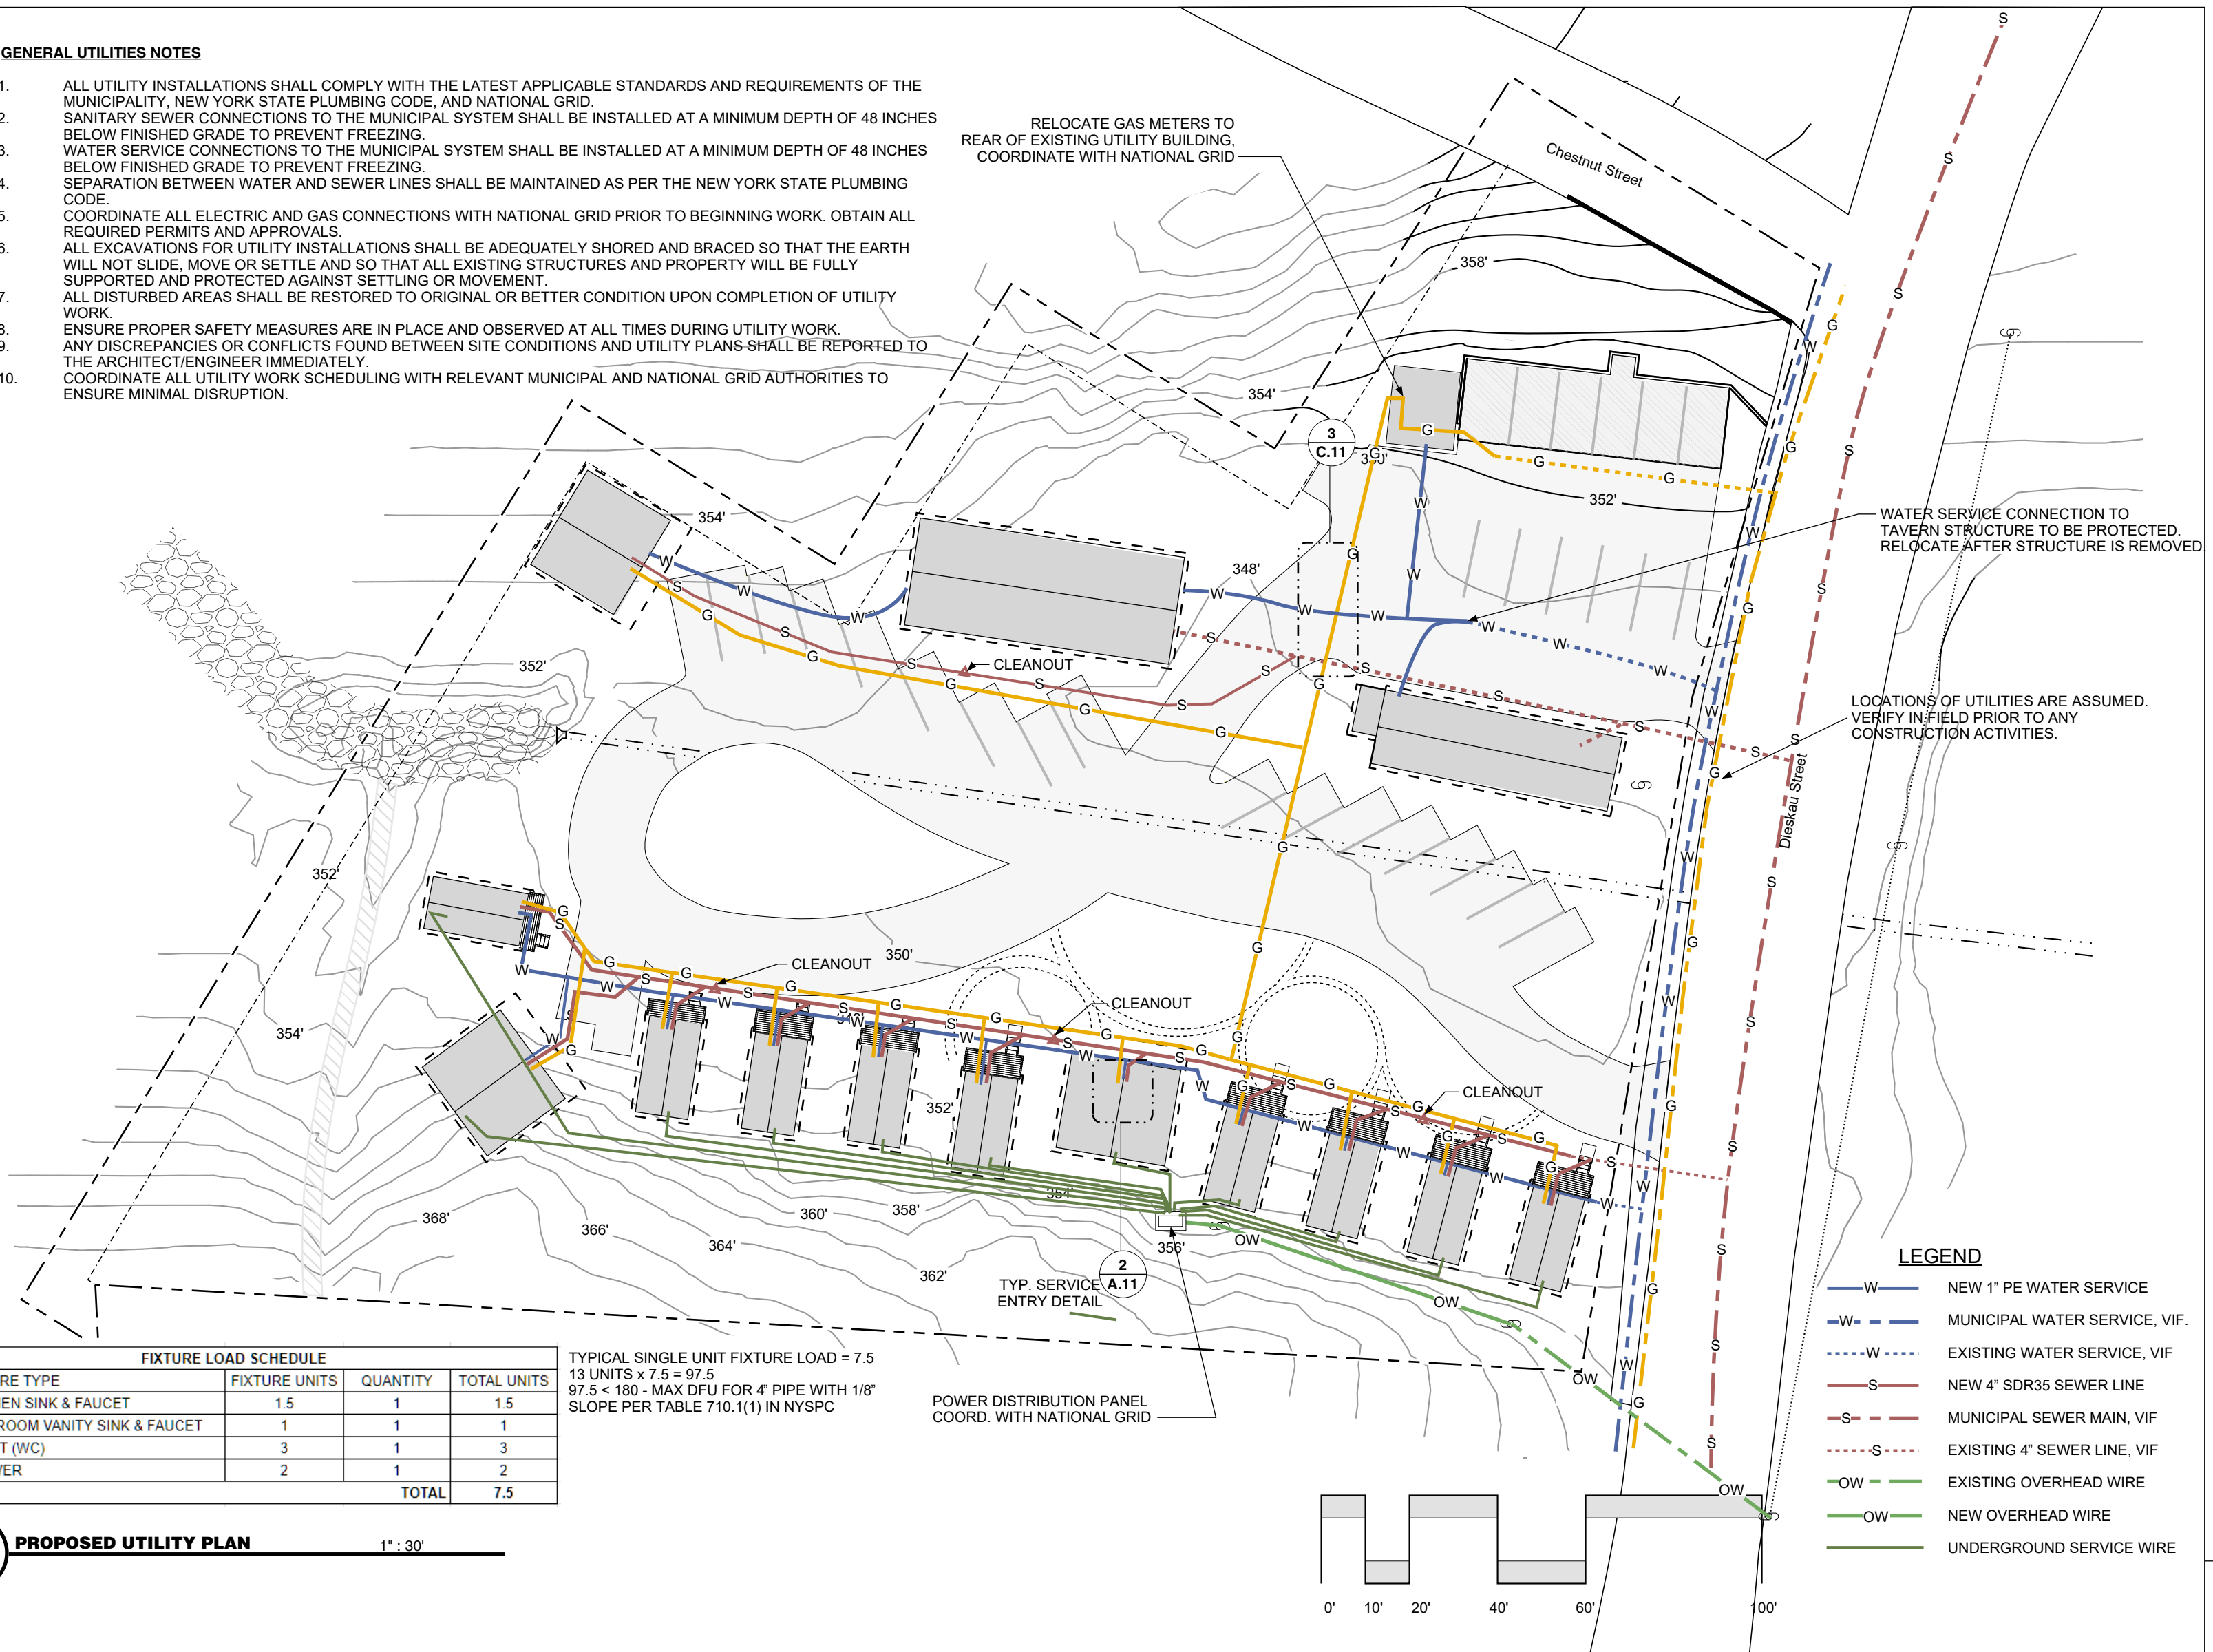 GENERAL UTILITIES NOTES
1. ALL UTILITY INSTALLATIONS SHALL COMPLY WITH THE LATEST APPLICABLE STANDARDS AND REQUIREMENTS OF THE
MUNICIPALITY, NEW YORK STATE PLUMBING CODE, AND NATIONAL GRID.
2. SANITARY SEWER CONNECTIONS TO THE MUNICIPAL SYSTEM SHALL BE INSTALLED AT A MINIMUM DEPTH OF 48 INCHES
BELOW FINISHED GRADE TO PREVENT FREEZING.
3. WATER SERVICE CONNECTIONS TO THE MUNICIPAL SYSTEM SHALL BE INSTALLED AT A MINIMUM DEPTH OF 48 INCHES
BELOW FINISHED GRADE TO PREVENT FREEZING.
4. SEPARATION BETWEEN WATER AND SEWER LINES SHALL BE MAINTAINED AS PER THE NEW YORK STATE PLUMBING
CODE.
5. COORDINATE ALL ELECTRIC AND GAS CONNECTIONS WITH NATIONAL GRID PRIOR TO BEGINNING WORK. OBTAIN ALL
REQUIRED PERMITS AND APPROVALS.
6. ALL EXCAVATIONS FOR UTILITY INSTALLATIONS SHALL BE ADEQUATELY SHORED AND BRACED SO THAT THE EARTH
WILL NOT SLIDE, MOVE OR SETTLE AND SO THAT ALL EXISTING STRUCTURES AND PROPERTY WILL BE FULLY
SUPPORTED AND PROTECTED AGAINST SETTLING OR MOVEMENT.
7. ALL DISTURBED AREAS SHALL BE RESTORED TO ORIGINAL OR BETTER CONDITION UPON COMPLETION OF UTILITY
WORK.
8. ENSURE PROPER SAFETY MEASURES ARE IN PLACE AND OBSERVED AT ALL TIMES DURING UTILITY WORK.
9. ANY DISCREPANCIES OR CONFLICTS FOUND BETWEEN SITE CONDITIONS AND UTILITY PLANS SHALL BE REPORTED TO
THE ARCHITECT/ENGINEER IMMEDIATELY.
10. COORDINATE ALL UTILITY WORK SCHEDULING WITH RELEVANT MUNICIPAL AND NATIONAL GRID AUTHORITIES TO
ENSURE MINIMAL DISRUPTION.
RELOCATE GAS METERS TO
REAR OF EXISTING UTILITY BUILDING,
COORDINATE WITH NATIONAL GRID
Chestnut Street
358'
354'
3
C.11
352'
354'
348'
WATER SERVICE CONNECTION TO
TAVERN STRUCTURE TO BE PROTECTED.
RELOCATE AFTER STRUCTURE IS REMOVED.
352'
CLEANOUT
LOCATIONS OF UTILITIES ARE ASSUMED.
VERIFY IN FIELD PRIOR TO ANY
CONSTRUCTION ACTIVITIES.
Dieskau Street
352'
350'
CLEANOUT
CLEANOUT
354'
352'
CLEANOUT
354'
368'
366'
364'
360'
358'
362'
356'
TYP. SERVICE
ENTRY DETAIL
2
A.11
POWER DISTRIBUTION PANEL
COORD. WITH NATIONAL GRID
LEGEND
W NEW 1" PE WATER SERVICE
W MUNICIPAL WATER SERVICE, VIF.
W EXISTING WATER SERVICE, VIF
S NEW 4" SDR35 SEWER LINE
S MUNICIPAL SEWER MAIN, VIF
S EXISTING 4" SEWER LINE, VIF
OW EXISTING OVERHEAD WIRE
OW NEW OVERHEAD WIRE
UNDERGROUND SERVICE WIRE
FIXTURE LOAD SCHEDULE
RE TYPE FIXTURE UNITS QUANTITY TOTAL UNITS
EN SINK & FAUCET 1.5 1 1.5
ROOM VANITY SINK & FAUCET 1 1 1
T (WC) 3 1 3
VER 2 1 2
TOTAL 7.5
TYPICAL SINGLE UNIT FIXTURE LOAD = 7.5
13 UNITS x 7.5 = 97.5
97.5 < 180 - MAX DFU FOR 4" PIPE WITH 1/8"
SLOPE PER TABLE 710.1(1) IN NYSPC
PROPOSED UTILITY PLAN 1" : 30'
0' 10' 20' 40' 60' 100'